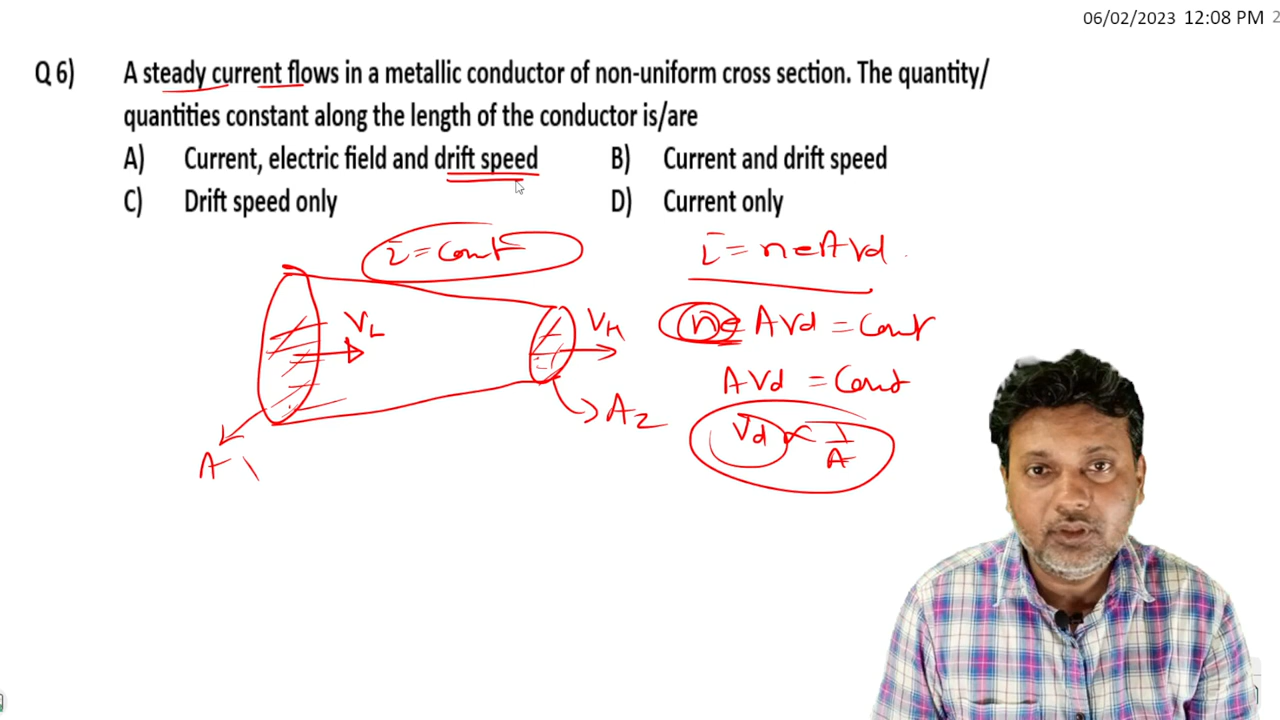 06/02/2023 12:08 PM 2
Q 6) A steady current flows in a metallic conductor of non-uniform cross section. The quantity/
quantities constant along the length of the conductor is/are
A) Current, electric field and drift speed B) Current and drift speed
C) Drift speed only D) Current only
i = const
i = neAVd
neAVd = const
AVd = const
Vd ∝ 1/A
VL
VH
A1
A2